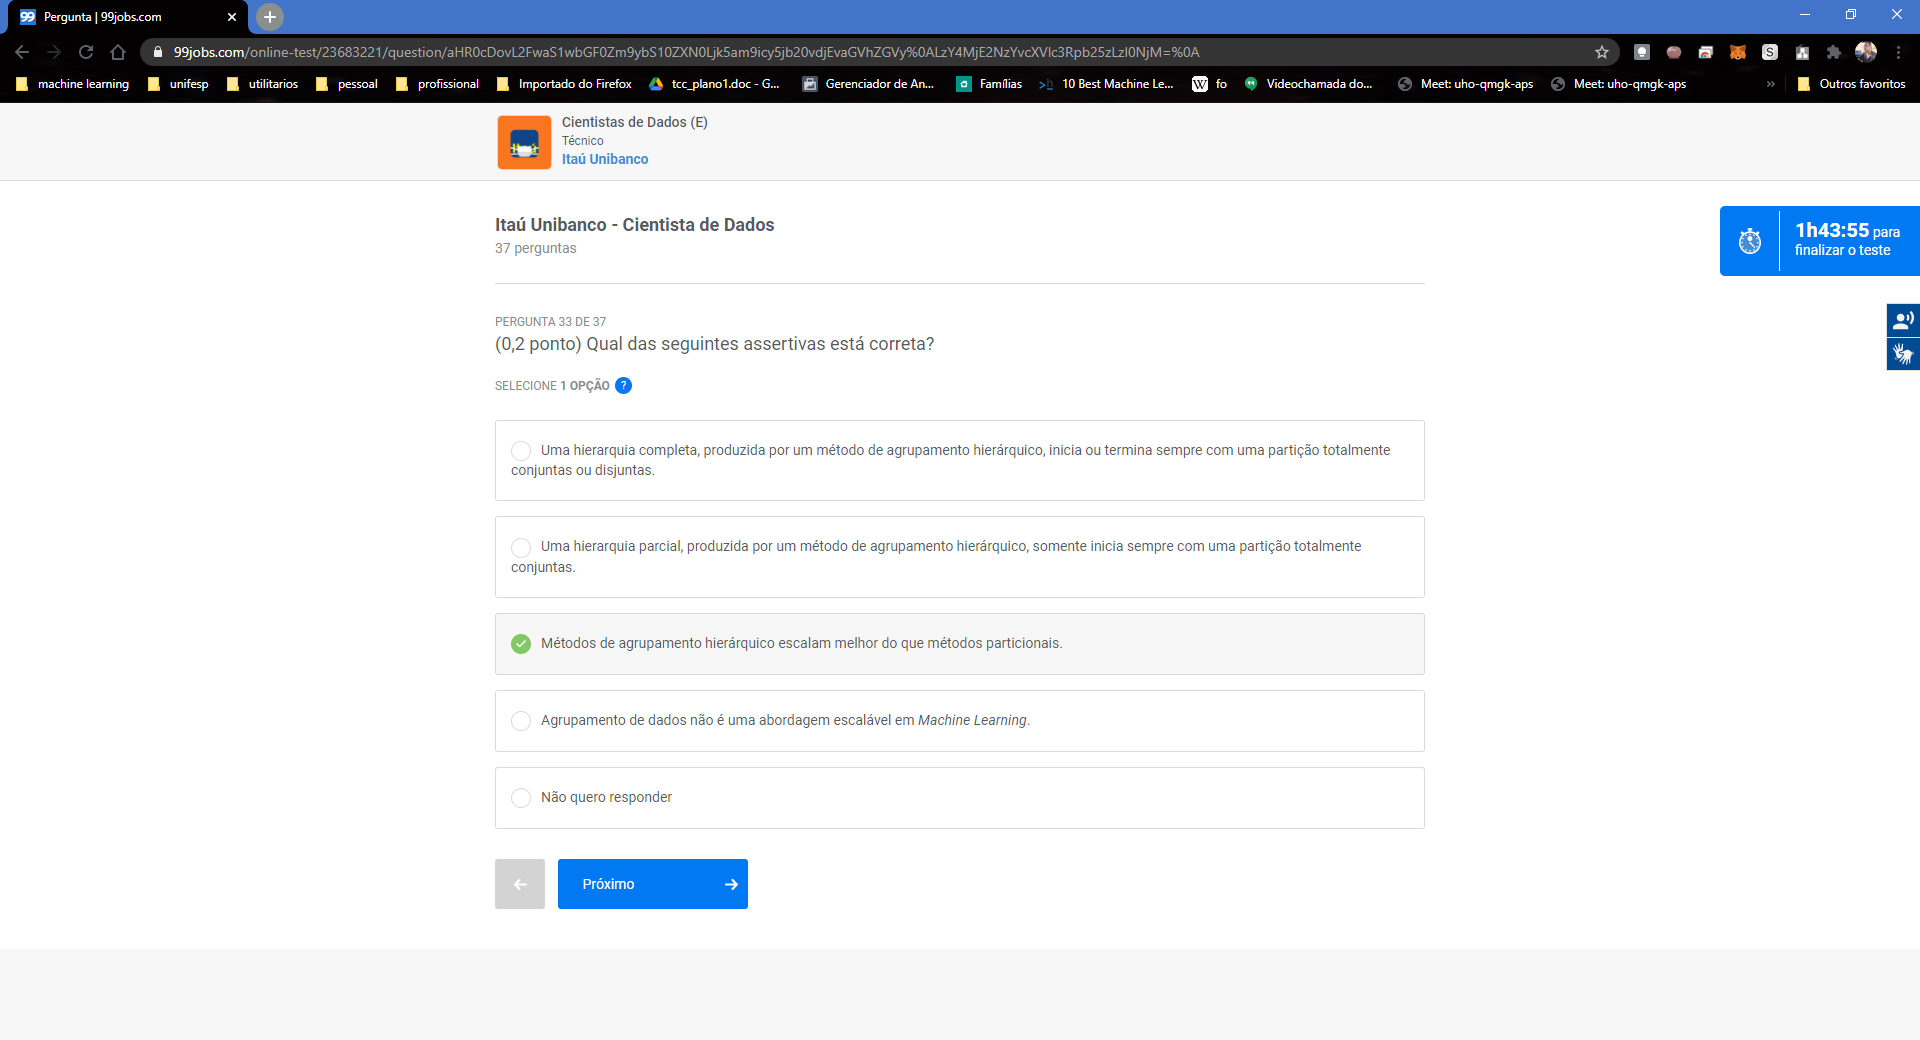 99 Pergunta | 99jobs.com
99jobs.com/online-test/23683221/question/aHR0cDovL2FwaS1wbGF0Zm9ybS10ZXN0Ljk5am9icy5jb20vdjEvaGVhZGVy%0ALzY4MjE2NzYvcXVlc3Rpb25zLzI0NjM=%0A
machine learning unifesp utilitarios pessoal profissional Importado do Firefox tcc_plano1.doc - G... Gerenciador de An... Famílias 10 Best Machine Le... W fo Videochamada do... Meet: uho-qmgk-aps Meet: uho-qmgk-aps » Outros favoritos
Cientistas de Dados (E)
Técnico
Itaú Unibanco
Itaú Unibanco - Cientista de Dados
37 perguntas
1h43:55 para
finalizar o teste
PERGUNTA 33 DE 37
(0,2 ponto) Qual das seguintes assertivas está correta?
SELECIONE 1 OPÇÃO ?
Uma hierarquia completa, produzida por um método de agrupamento hierárquico, inicia ou termina sempre com uma partição totalmente
conjuntas ou disjuntas.
Uma hierarquia parcial, produzida por um método de agrupamento hierárquico, somente inicia sempre com uma partição totalmente
conjuntas.
Métodos de agrupamento hierárquico escalam melhor do que métodos particionais.
Agrupamento de dados não é uma abordagem escalável em Machine Learning.
Não quero responder
Próximo